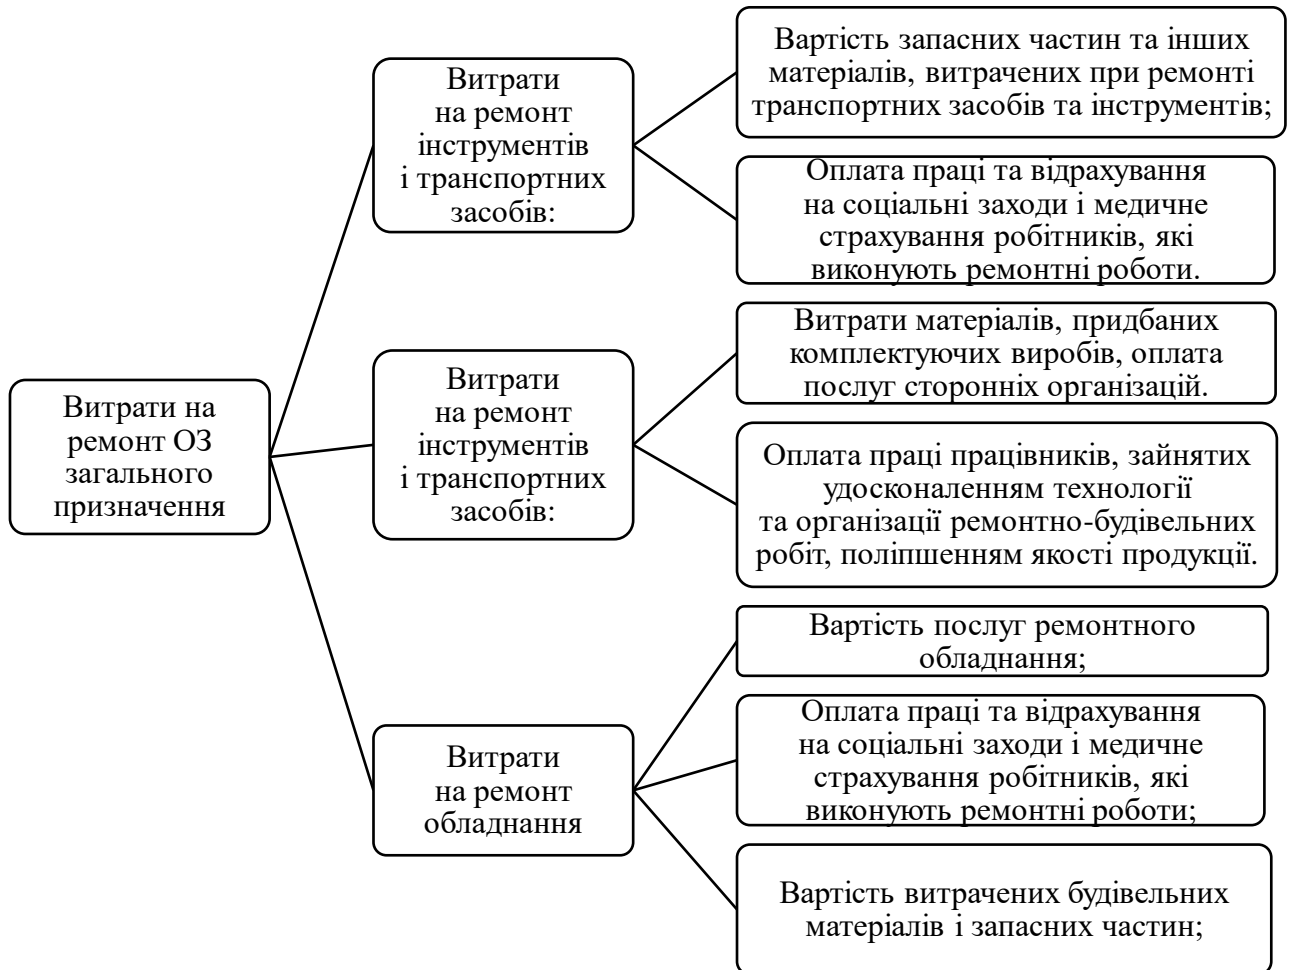 Витрати на
ремонт ОЗ
загального
призначення
Витрати
на ремонт
інструментів
і транспортних
засобів:
Вартість запасних частин та інших
матеріалів, витрачених при ремонті
транспортних засобів та інструментів;
Оплата праці та відрахування
на соціальні заходи і медичне
страхування робітників, які
виконують ремонтні роботи.
Витрати
на ремонт
інструментів
і транспортних
засобів:
Витрати матеріалів, придбаних
комплектуючих виробів, оплата
послуг сторонніх організацій.
Оплата праці працівників, зайнятих
удосконаленням технології
та організації ремонтно-будівельних
робіт, поліпшенням якості продукції.
Витрати
на ремонт
обладнання
Вартість послуг ремонтного
обладнання;
Оплата праці та відрахування
на соціальні заходи і медичне
страхування робітників, які
виконують ремонтні роботи;
Вартість витрачених будівельних
матеріалів і запасних частин;